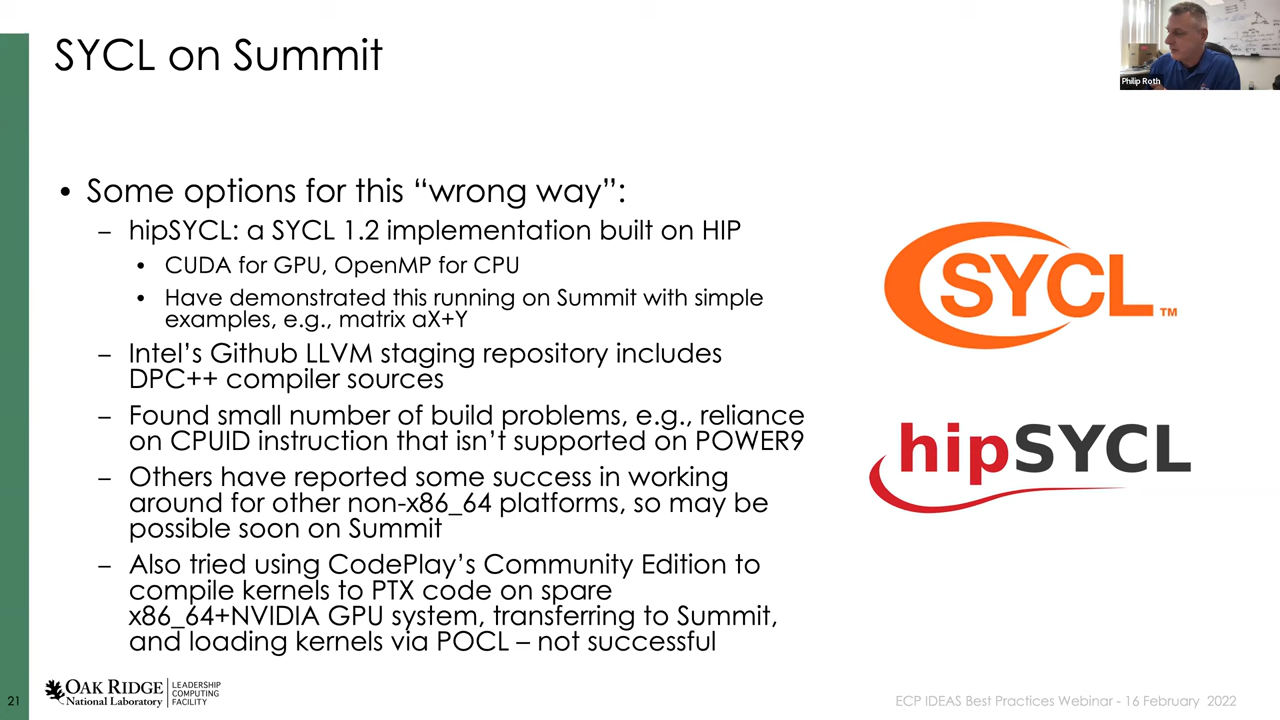 SYCL on Summit
Philip Roth
• Some options for this “wrong way”:
– hipSYCL: a SYCL 1.2 implementation built on HIP
• CUDA for GPU, OpenMP for CPU
• Have demonstrated this running on Summit with simple
examples, e.g., matrix aX+Y
– Intel’s Github LLVM staging repository includes
DPC++ compiler sources
– Found small number of build problems, e.g., reliance
on CPUID instruction that isn’t supported on POWER9
– Others have reported some success in working
around for other non-x86_64 platforms, so may be
possible soon on Summit
– Also tried using CodePlay’s Community Edition to
compile kernels to PTX code on spare
x86_64+NVIDIA GPU system, transferring to Summit,
and loading kernels via POCL – not successful
SYCL™
hipSYCL
21
OAK RIDGE
National Laboratory
LEADERSHIP
COMPUTING
FACILITY
ECP IDEAS Best Practices Webinar - 16 February 2022